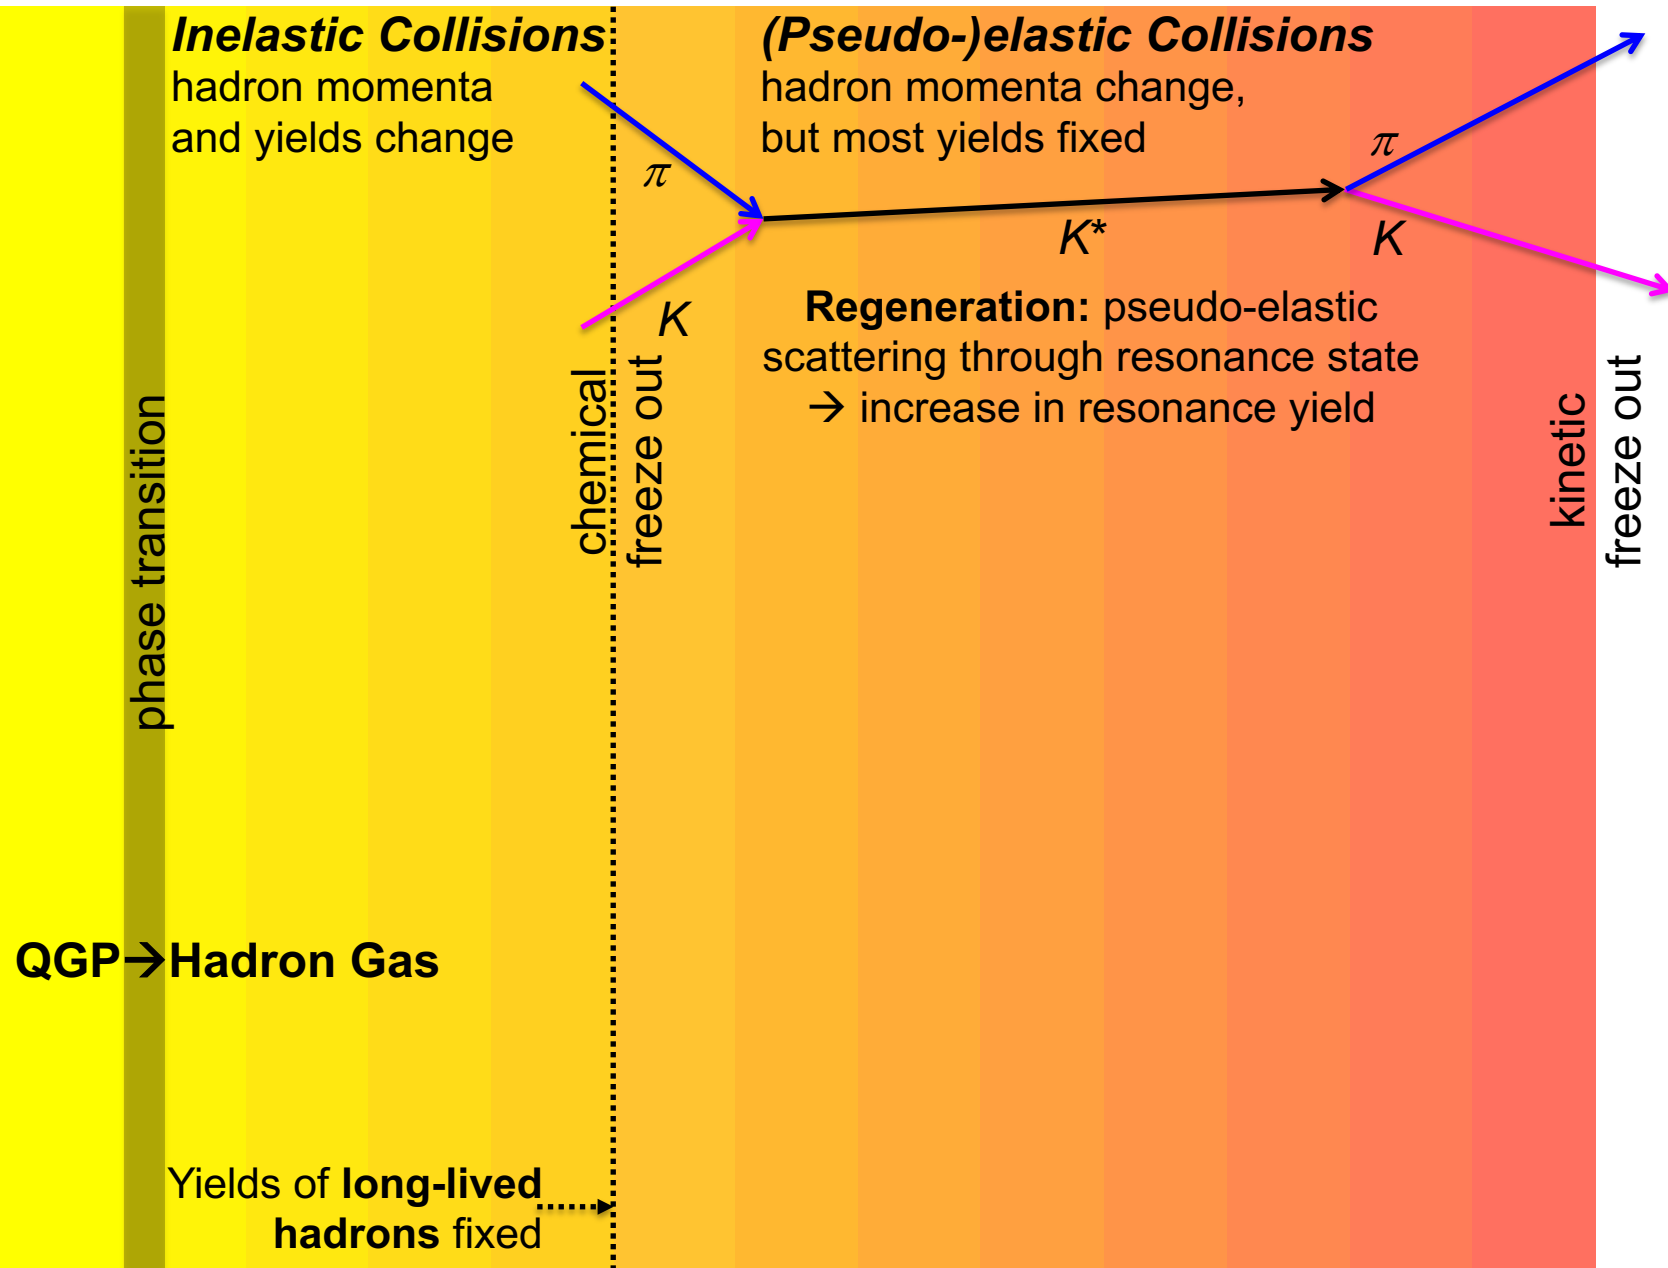 Inelastic Collisions
hadron momenta
and yields change
(Pseudo-)elastic Collisions
hadron momenta change,
but most yields fixed
π
K
K*
π
K
Regeneration: pseudo-elastic
scattering through resonance state
→ increase in resonance yield
phase transition
chemical
freeze out
kinetic
freeze out
QGP→Hadron Gas
Yields of long-lived
hadrons fixed